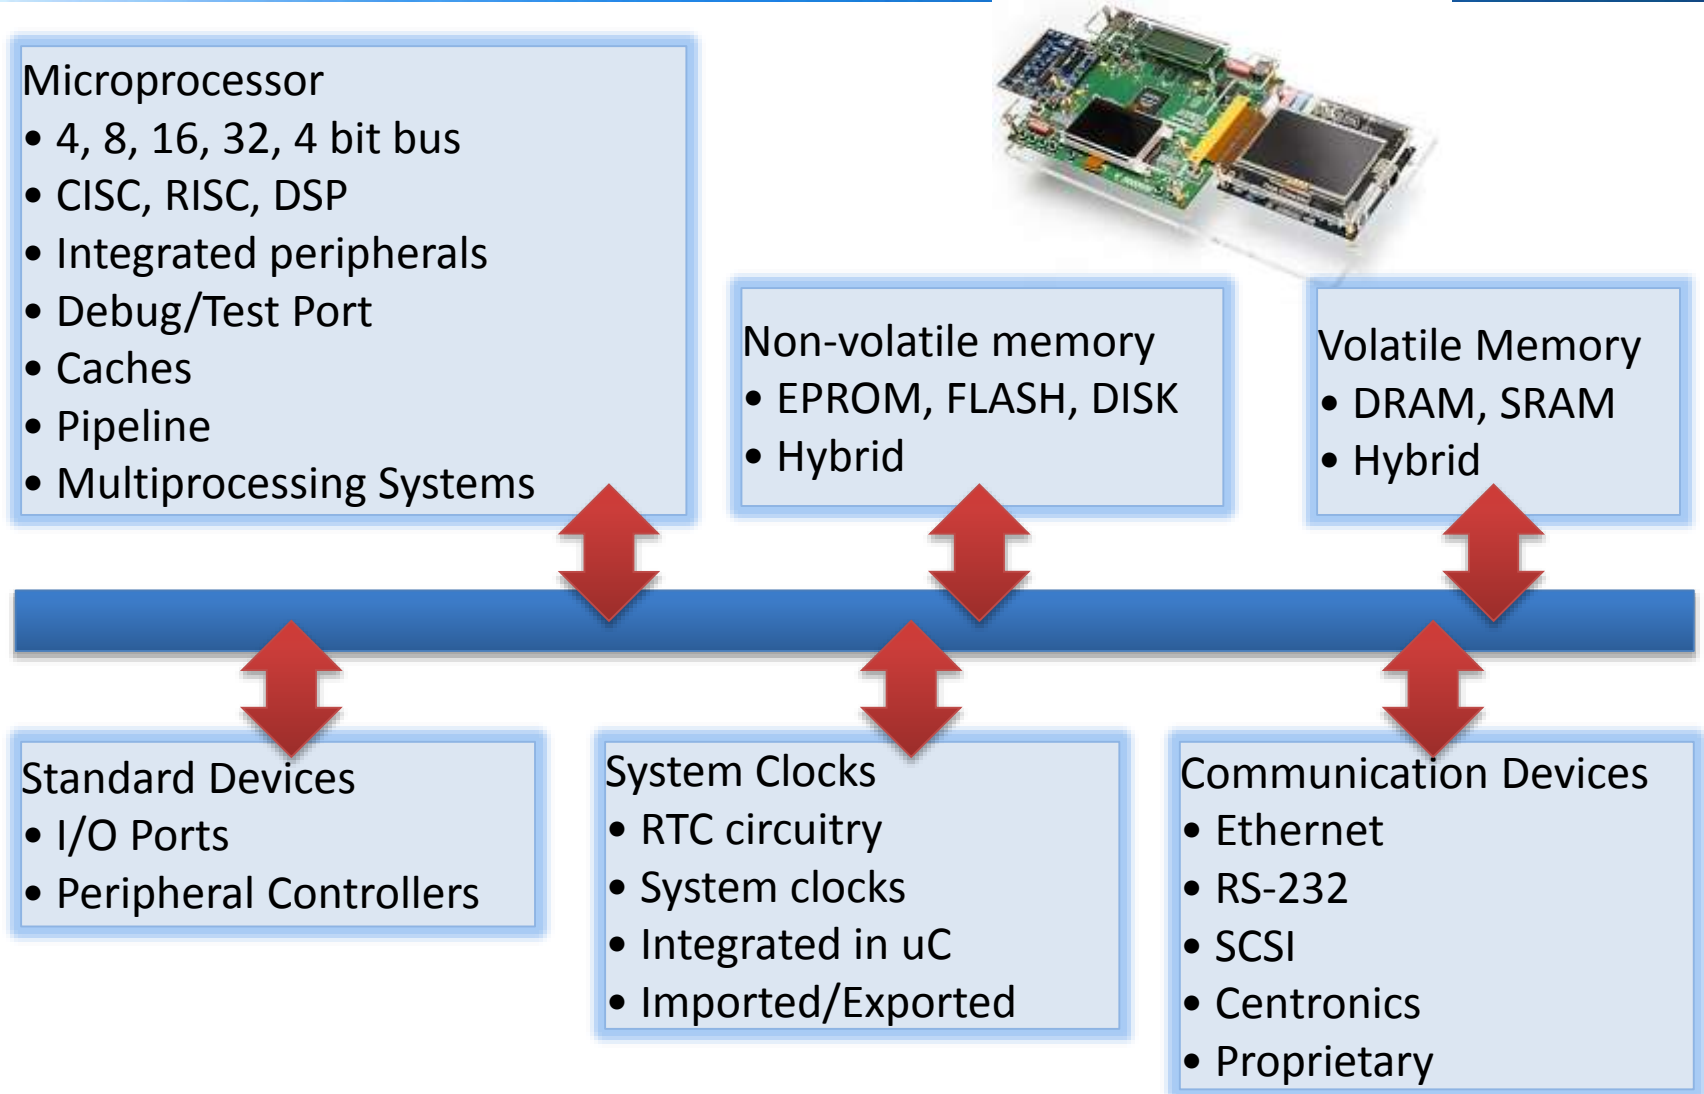 Microprocessor
• 4, 8, 16, 32, 4 bit bus
• CISC, RISC, DSP
• Integrated peripherals
• Debug/Test Port
• Caches
• Pipeline
• Multiprocessing Systems
Non-volatile memory
• EPROM, FLASH, DISK
• Hybrid
Volatile Memory
• DRAM, SRAM
• Hybrid
Standard Devices
• I/O Ports
• Peripheral Controllers
System Clocks
• RTC circuitry
• System clocks
• Integrated in uC
• Imported/Exported
Communication Devices
• Ethernet
• RS-232
• SCSI
• Centronics
• Proprietary